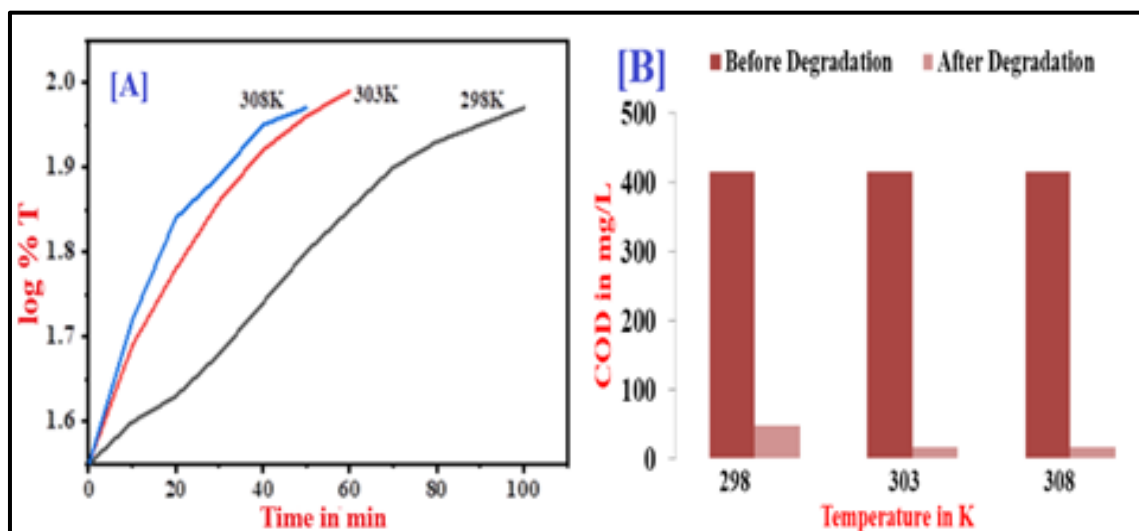 [A]
308K
303K
298K
log % T
2.0
1.9
1.8
1.7
1.6
0
20
40
60
80
100
Time in min
[B]
Before Degradation
After Degradation
COD in mg/L
500
400
300
200
100
0
298
303
308
Temperature in K